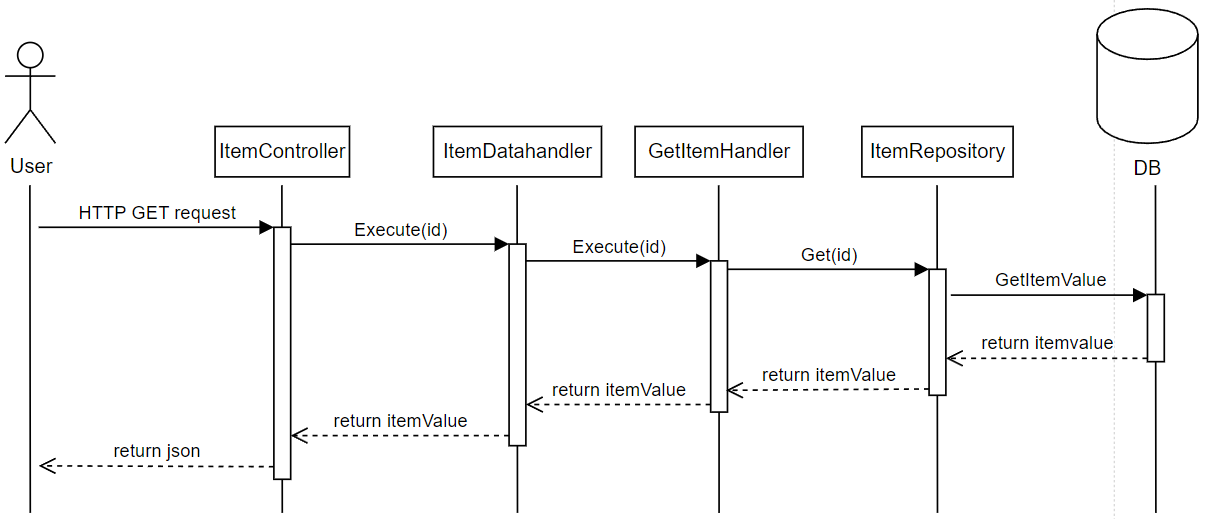 User
ItemController
ItemDatahandler
GetItemHandler
ItemRepository
DB
HTTP GET request
Execute(id)
Execute(id)
Get(id)
GetItemValue
return itemvalue
return itemValue
return itemValue
return itemValue
return json